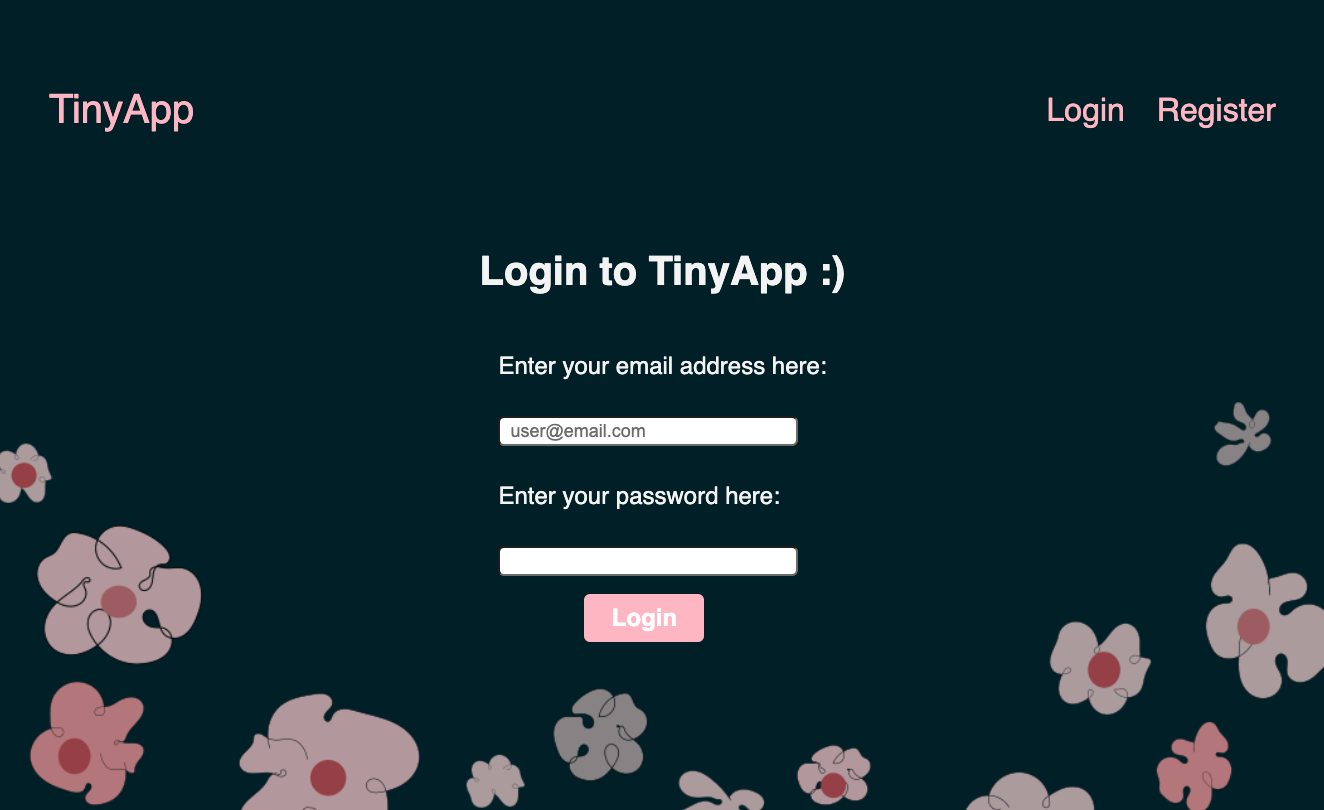 TinyApp
Login Register
Login to TinyApp :)
Enter your email address here:
user@email.com
Enter your password here:
Login